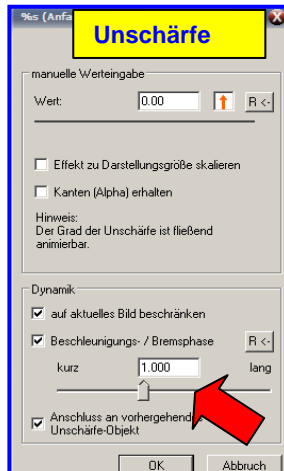 %s (Anfa
Unschärfe
manuelle Werteingabe
Wert: 0.00 R <-
Effekt zu Darstellungsgröße skalieren
Kanten (Alpha) erhalten
Hinweis:
Der Grad der Unschärfe ist fließend
animierbar.
Dynamik
auf aktuelles Bild beschränken
Beschleunigungs- / Bremsphase R <-
kurz 1.000 lang
Anschluss an vorhergehendes
Unschärfe-Objekt
OK Abbruch